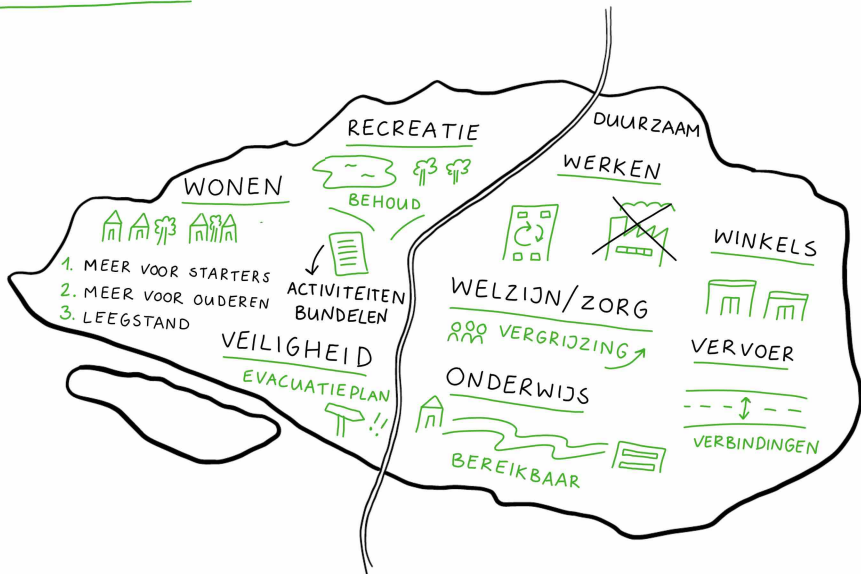 RECREATIE
BEHOUD
ACTIVITEITEN
BUNDELEN
WONEN
1. MEER VOOR STARTERS
2. MEER VOOR OUDEREN
3. LEEGSTAND
VEILIGHEID
EVACUATIEPLAN
!!
DUURZAAM
WERKEN
WINKELS
WELZIJN/ZORG
VERGRIJZING
VERVOER
VERBINDINGEN
ONDERWIJS
BEREIKBAAR